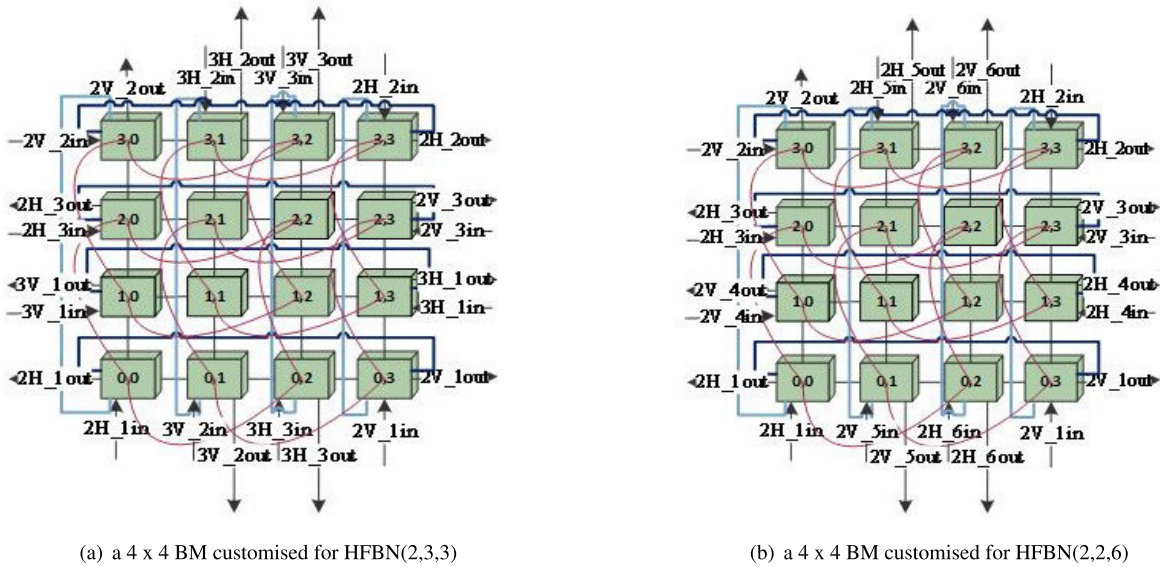 3H_2out 3V_3out
3H_2in 3V_3in
2V_2out 2H_2in
2V_2in 3,0 3,1 3,2 3,3 2H_2out
2H_3out 2V_3out
2,0 2,1 2,2 2,3
2H_3in 2V_3in
3V_1out 3H_1out
1,0 1,1 1,2 1,3
3V_1in 3H_1in
2H_1out 0,0 0,1 0,2 0,3 2V_1out
2H_1in 3V_2in 3H_3in 2V_1in
3V_2out 3H_3out
(a) a 4 x 4 BM customised for HFBN(2,3,3)
2H_5out 2V_6out
2H_5in 2V_6in
2V_2out 2H_2in
2V_2in 3,0 3,1 3,2 3,3 2H_2out
2H_3out 2V_3out
2,0 2,1 2,2 2,3
2H_3in 2V_3in
2V_4out 2H_4out
1,0 1,1 1,2 1,3
2V_4in 2H_4in
2H_1out 0,0 0,1 0,2 0,3 2V_1out
2H_1in 2V_5in 2H_6in 2V_1in
2V_5out 2H_6out
(b) a 4 x 4 BM customised for HFBN(2,2,6)